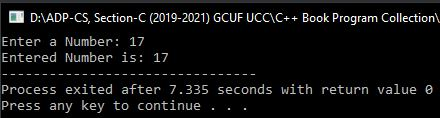 D:\ADP-CS, Section-C (2019-2021) GCUF UCC\C++ Book Program Collection\
Enter a Number: 17
Entered Number is: 17
--------------------------------
Process exited after 7.335 seconds with return value 0
Press any key to continue . . .